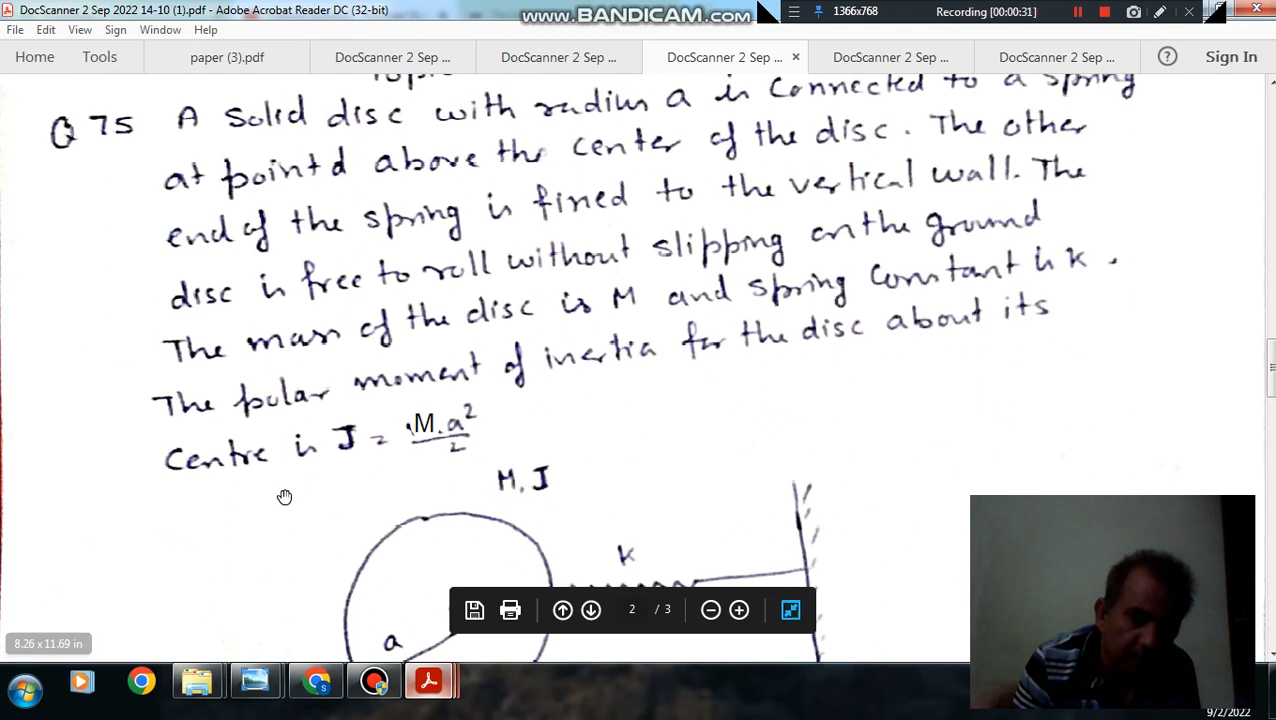 DocScanner 2 Sep 2022 14-10 (1).pdf - Adobe Acrobat Reader DC (32-bit)
WWW.BANDICAM.COM
1366x768
Recording [00:00:31]
File Edit View Sign Window Help
Home Tools paper (3).pdf DocScanner 2 Sep ... DocScanner 2 Sep ... DocScanner 2 Sep ... × DocScanner 2 Sep ... DocScanner 2 Sep ... Sign In
Topic
Q 75 A Solid disc with radius a is Connected to a spring
at point d above the center of the disc. The other
end of the spring is fined to the vertical wall. The
disc is free to roll without slipping on the ground
The mass of the disc is M and spring constant is k.
The polar moment of inertia for the disc about its
Centre is J = M.a²/2
M, J
k
a
2 / 3
8.26 x 11.69 in
9/2/2022